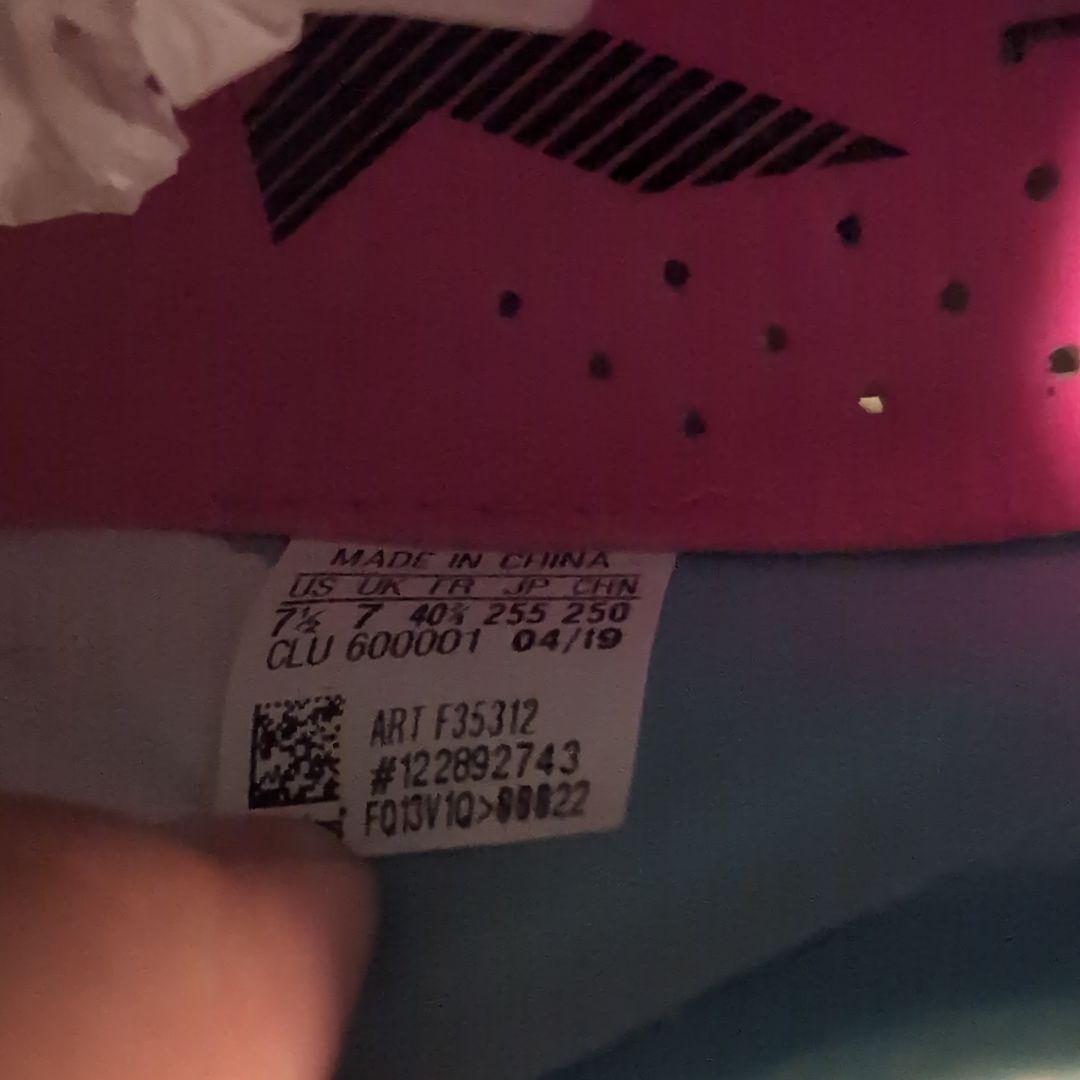 MADE IN CHINA
US UK FR JP CHN
7½ 7 40⅔ 255 250
CLU 600001 04/19
ART F35312
#122892743